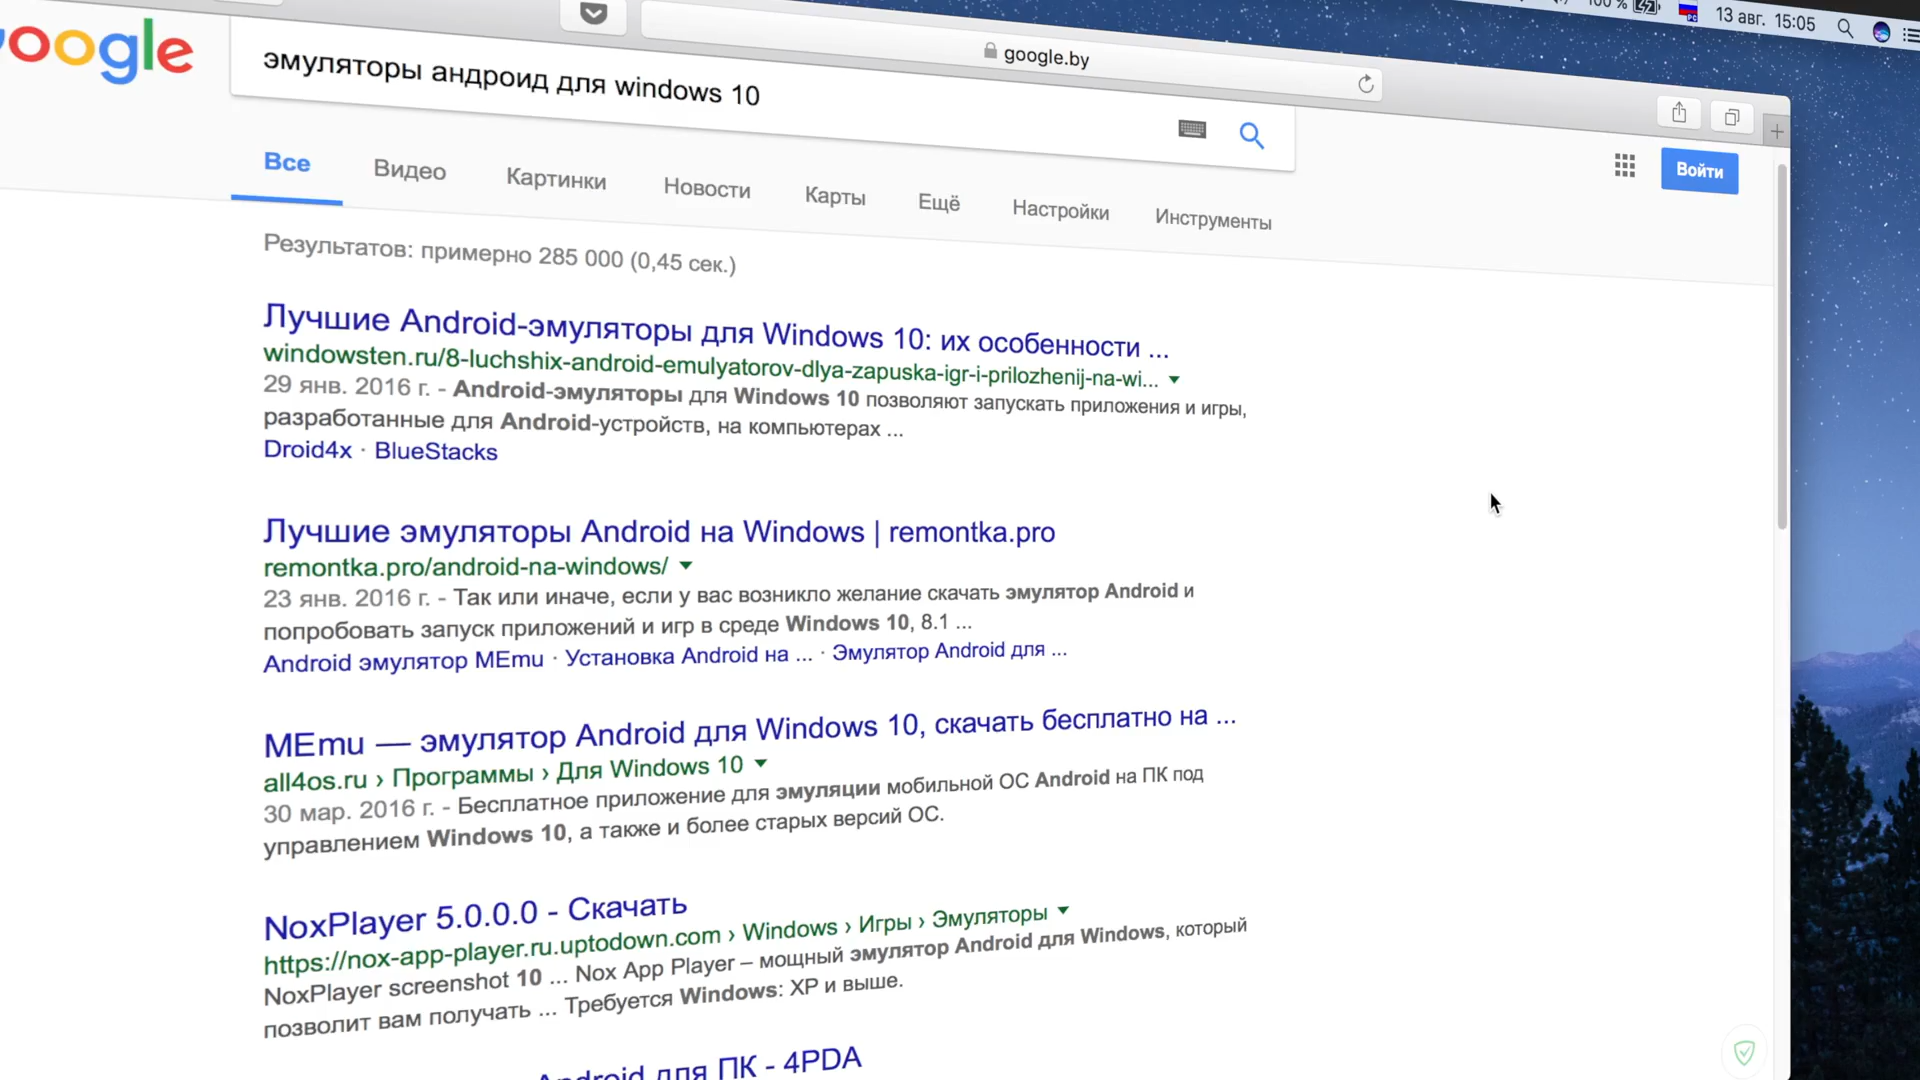 100 %
13 авг. 15:05
google.by
эмуляторы андроид для windows 10
Войти
Все Видео Картинки Новости Карты Ещё Настройки Инструменты
Результатов: примерно 285 000 (0,45 сек.)
Лучшие Android-эмуляторы для Windows 10: их особенности ...
windowsten.ru/8-luchshix-android-emulyatorov-dlya-zapuska-igr-i-prilozhenij-na-wi...
29 янв. 2016 г. - Android-эмуляторы для Windows 10 позволяют запускать приложения и игры,
разработанные для Android-устройств, на компьютерах ...
Droid4x · BlueStacks
Лучшие эмуляторы Android на Windows | remontka.pro
remontka.pro/android-na-windows/
23 янв. 2016 г. - Так или иначе, если у вас возникло желание скачать эмулятор Android и
попробовать запуск приложений и игр в среде Windows 10, 8.1 ...
Android эмулятор MEmu · Установка Android на ... · Эмулятор Android для ...
MEmu — эмулятор Android для Windows 10, скачать бесплатно на ...
all4os.ru › Программы › Для Windows 10
30 мар. 2016 г. - Бесплатное приложение для эмуляции мобильной ОС Android на ПК под
управлением Windows 10, а также и более старых версий ОС.
NoxPlayer 5.0.0.0 - Скачать
https://nox-app-player.ru.uptodown.com › Windows › Игры › Эмуляторы
NoxPlayer screenshot 10 ... Nox App Player – мощный эмулятор Android для Windows, который
позволит вам получать ... Требуется Windows: XP и выше.
Android для ПК - 4PDA